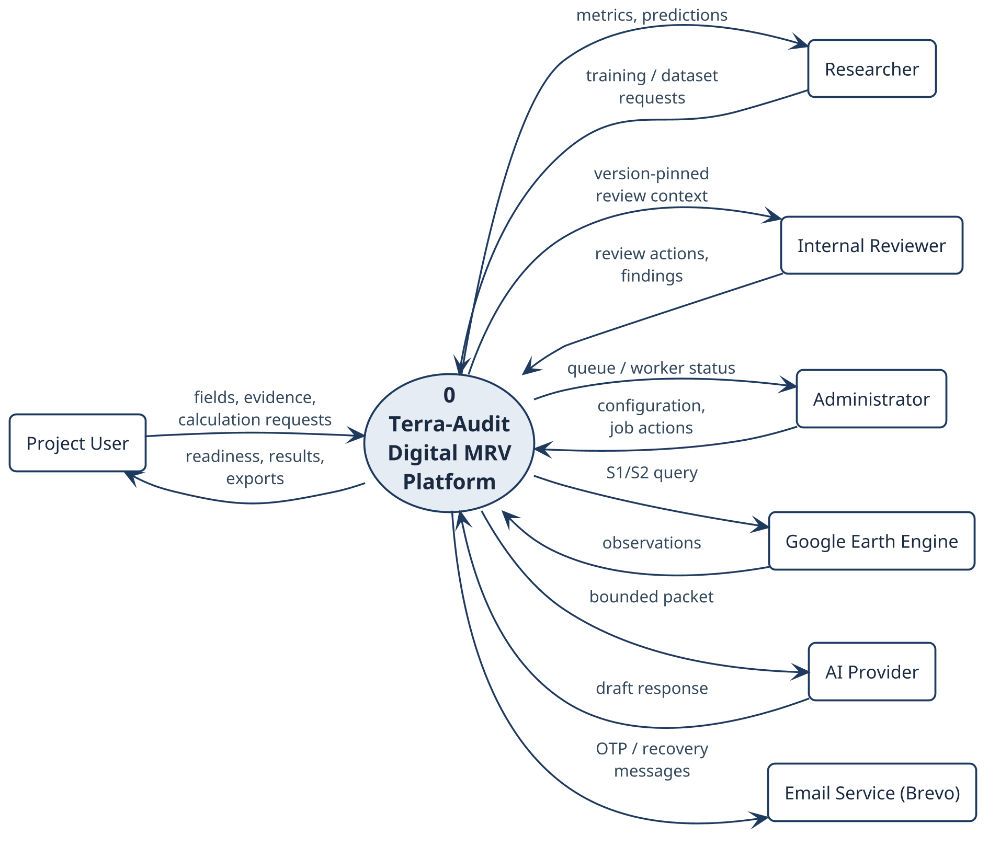 metrics, predictions
Researcher
training / dataset
requests
version-pinned
review context
Internal Reviewer
review actions,
findings
queue / worker status
Administrator
configuration,
job actions
fields, evidence,
calculation requests
Project User
readiness, results,
exports
0
Terra-Audit
Digital MRV
Platform
S1/S2 query
Google Earth Engine
observations
bounded packet
AI Provider
draft response
OTP / recovery
messages
Email Service (Brevo)